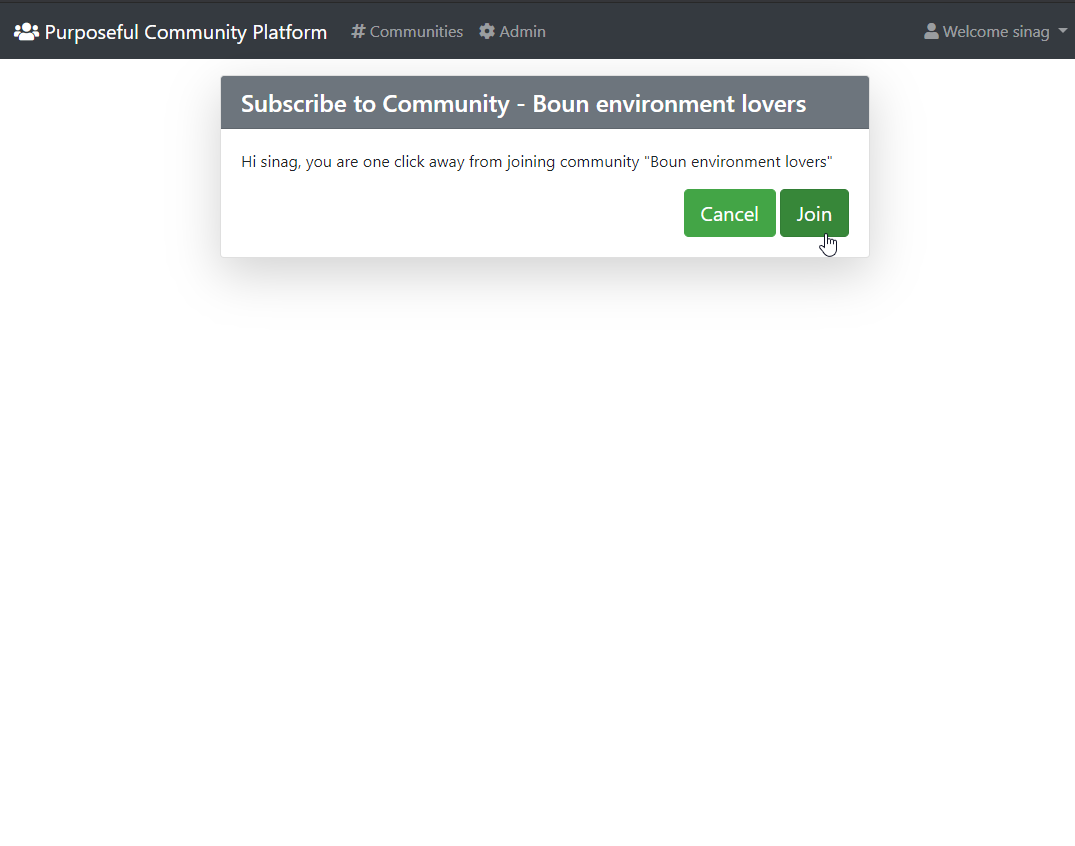 Purposeful Community Platform # Communities Admin Welcome sinag
Subscribe to Community - Boun environment lovers
Hi sinag, you are one click away from joining community "Boun environment lovers"
Cancel Join